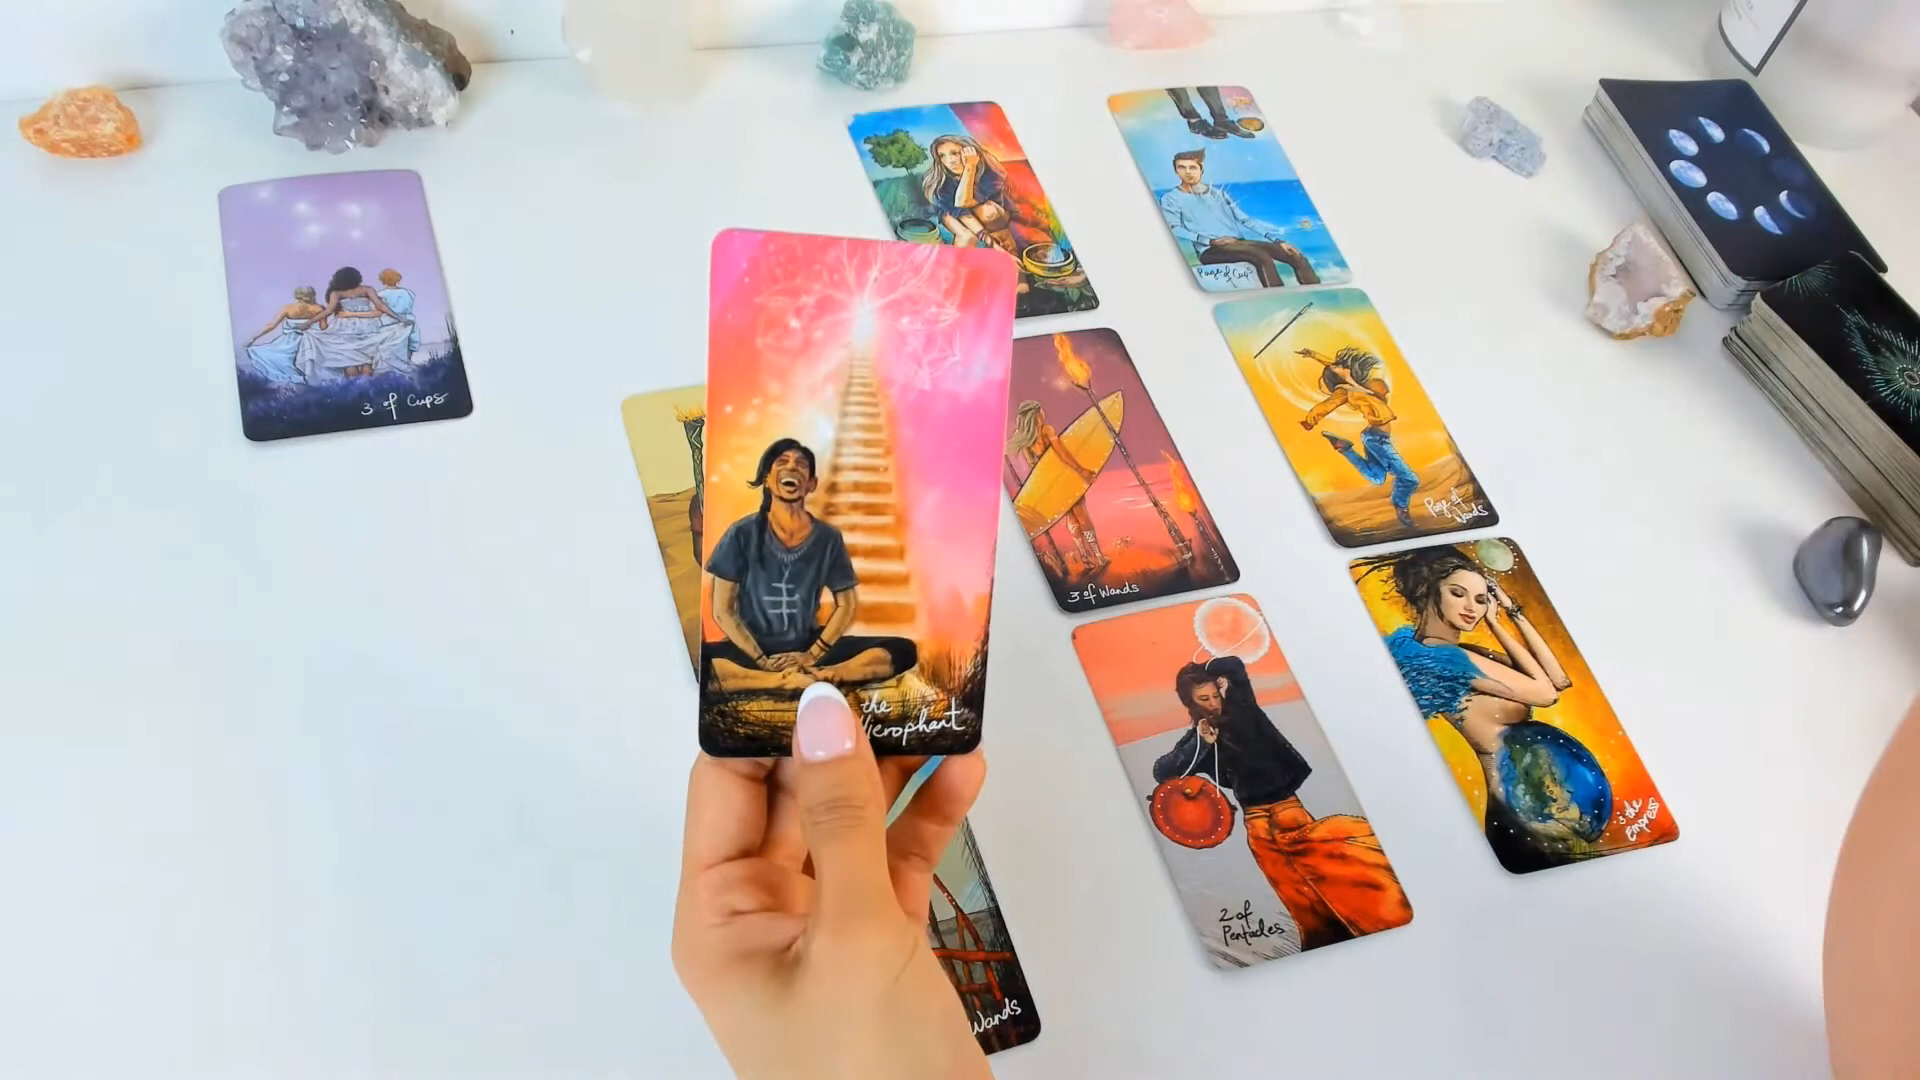 3 of Cups
Page of Cups
3 of Wands
Page of
Wands
the
Hierophant
2 of
Pentacles
3 the
Empress
Wands